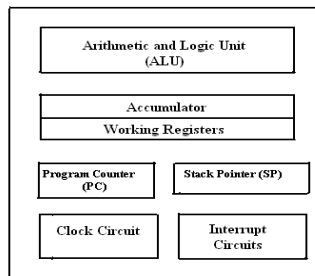 Arithmetic and Logic Unit
(ALU)
Accumulator
Working Registers
Program Counter
(PC)
Stack Pointer (SP)
Clock Circuit
Interrupt
Circuits